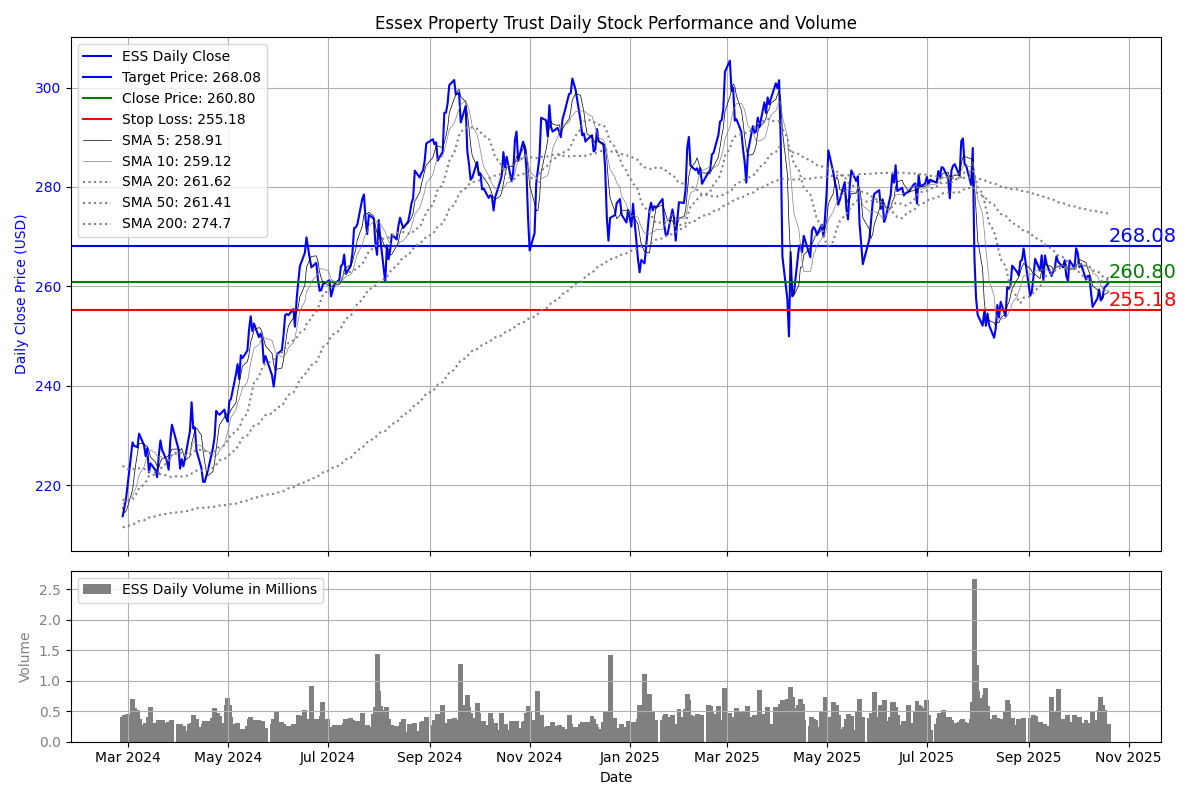 Essex Property Trust Daily Stock Performance and Volume
ESS Daily Close
Target Price: 268.08
Close Price: 260.80
Stop Loss: 255.18
SMA 5: 258.91
SMA 10: 259.12
SMA 20: 261.62
SMA 50: 261.41
SMA 200: 274.7
300
280
260
240
220
Daily Close Price (USD)
268.08
260.80
255.18
ESS Daily Volume in Millions
2.5
2.0
1.5
1.0
0.5
0.0
Volume
Mar 2024 May 2024 Jul 2024 Sep 2024 Nov 2024 Jan 2025 Mar 2025 May 2025 Jul 2025 Sep 2025 Nov 2025
Date